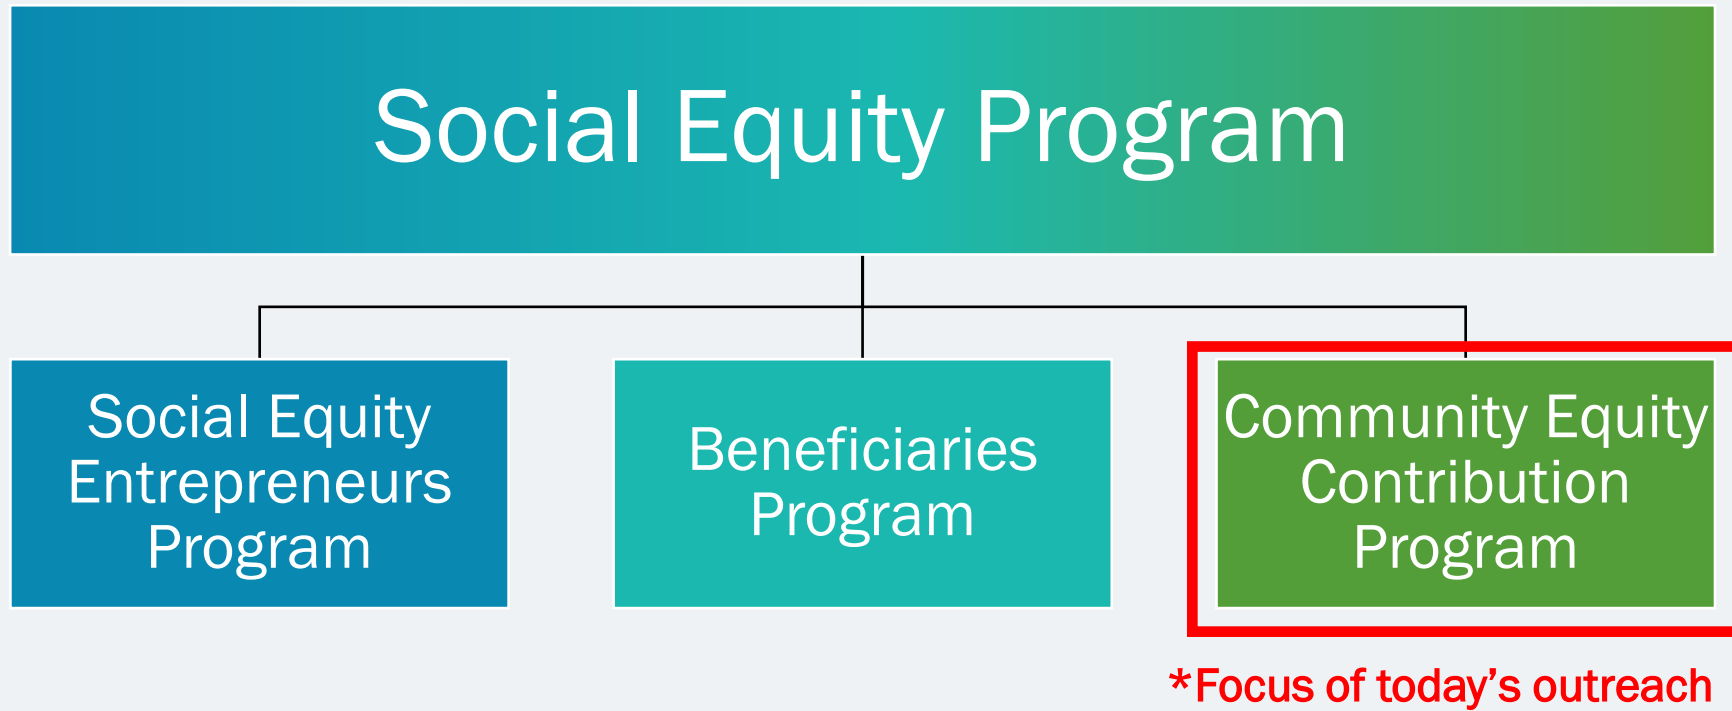 Social Equity Program
Social Equity
Entrepreneurs
Program
Beneficiaries
Program
Community Equity
Contribution
Program
*Focus of today’s outreach